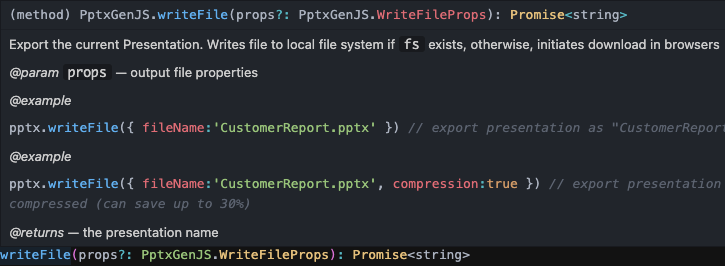 (method) PptxGenJS.writeFile(props?: PptxGenJS.WriteFileProps): Promise<string>
Export the current Presentation. Writes file to local file system if fs exists, otherwise, initiates download in browsers
@param props — output file properties
@example
pptx.writeFile({ fileName:'CustomerReport.pptx' }) // export presentation as "CustomerReport
@example
pptx.writeFile({ fileName:'CustomerReport.pptx', compression:true }) // export presentation
compressed (can save up to 30%)
@returns — the presentation name
writeFile(props?: PptxGenJS.WriteFileProps): Promise<string>